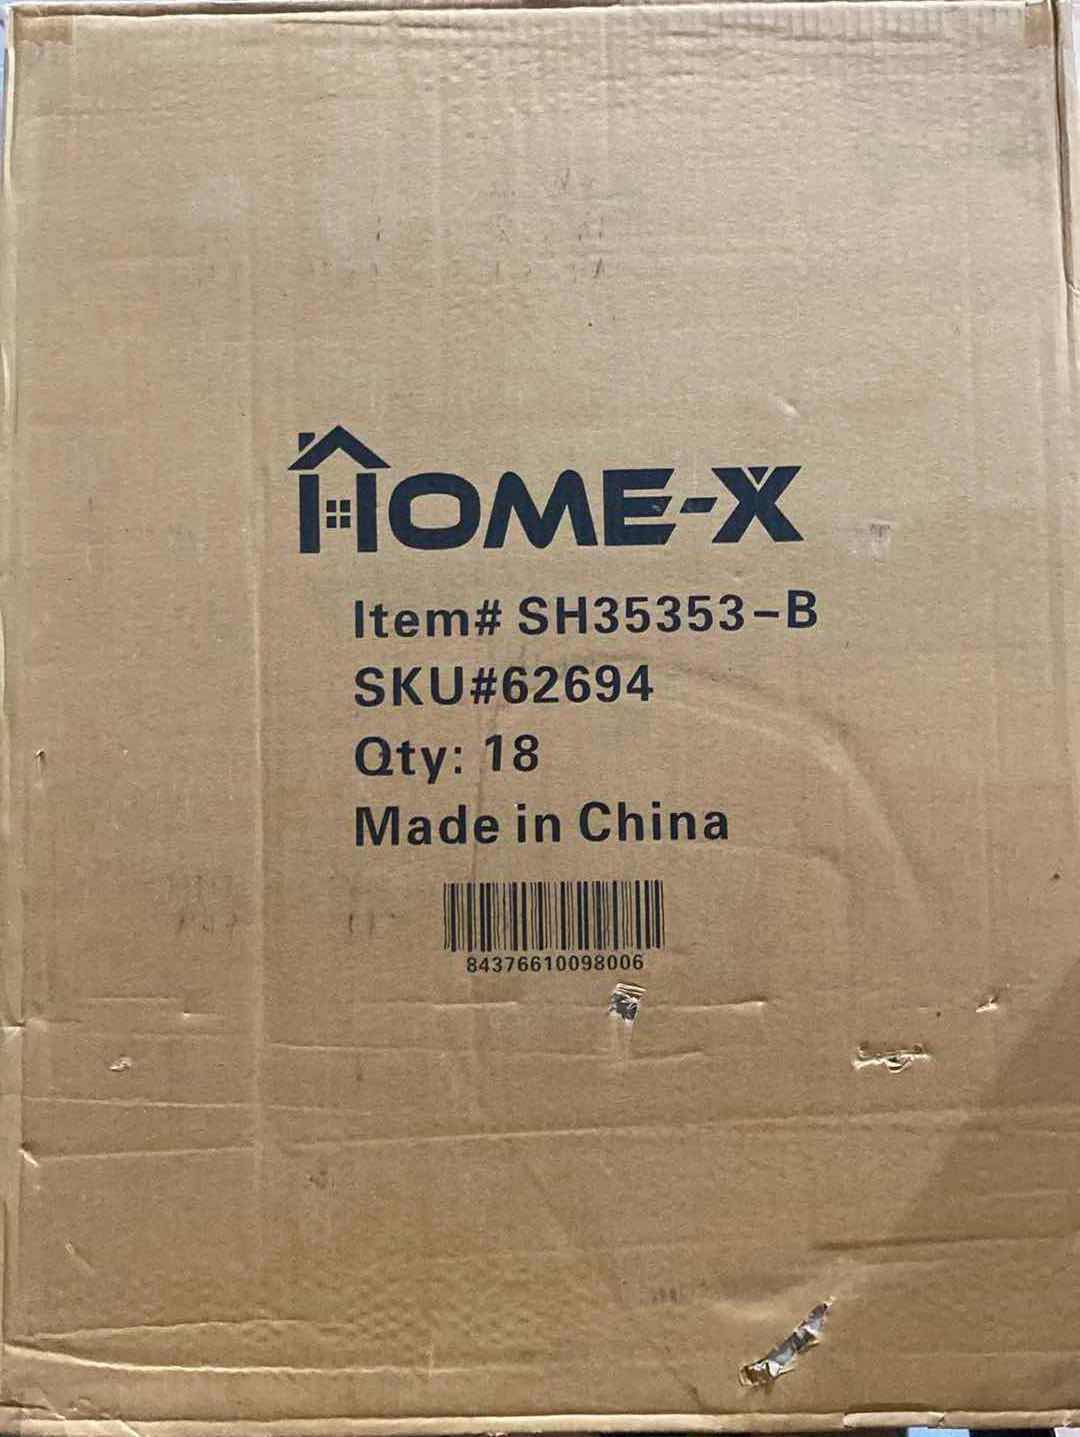 HOME-X
Item# SH35353-B
SKU#62694
Qty: 18
Made in China
84376610098006